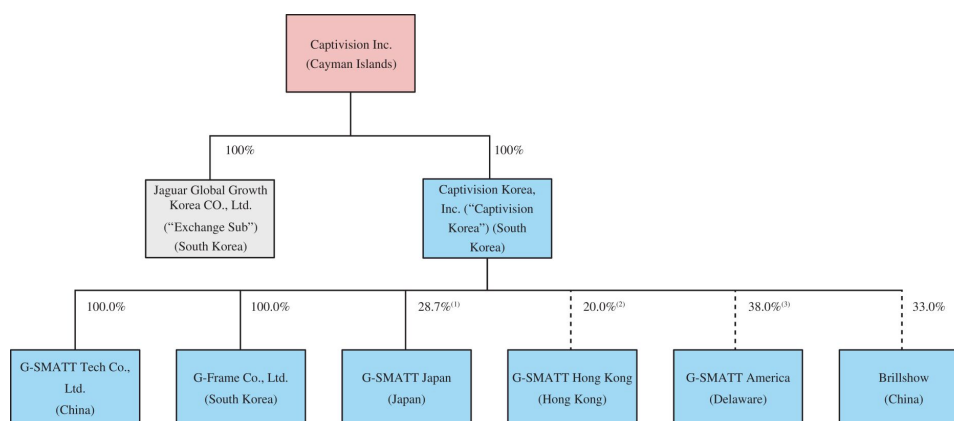 Captivision Inc.
(Cayman Islands)
100%
100%
Jaguar Global Growth
Korea CO., Ltd.
(“Exchange Sub”)
(South Korea)
Captivision Korea,
Inc. (“Captivision
Korea”) (South
Korea)
100.0%
100.0%
28.7%(1)
20.0%(2)
38.0%(3)
33.0%
G-SMATT Tech Co.,
Ltd.
(China)
G-Frame Co., Ltd.
(South Korea)
G-SMATT Japan
(Japan)
G-SMATT Hong Kong
(Hong Kong)
G-SMATT America
(Delaware)
Brillshow
(China)